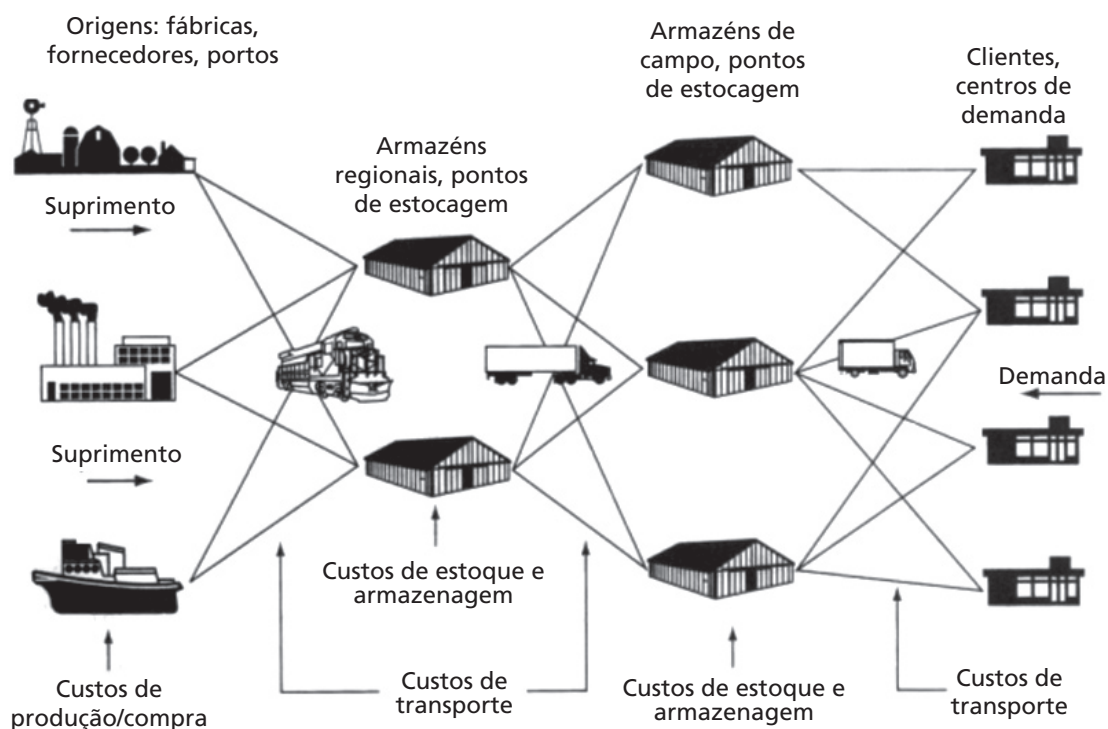 Origens: fábricas,
fornecedores, portos
Armazéns de
campo, pontos
de estocagem
Clientes,
centros de
demanda
Armazéns
regionais, pontos
de estocagem
Suprimento
Demanda
Suprimento
Custos de estoque e
armazenagem
Custos de
produção/compra
Custos de
transporte
Custos de estoque e
armazenagem
Custos de
transporte